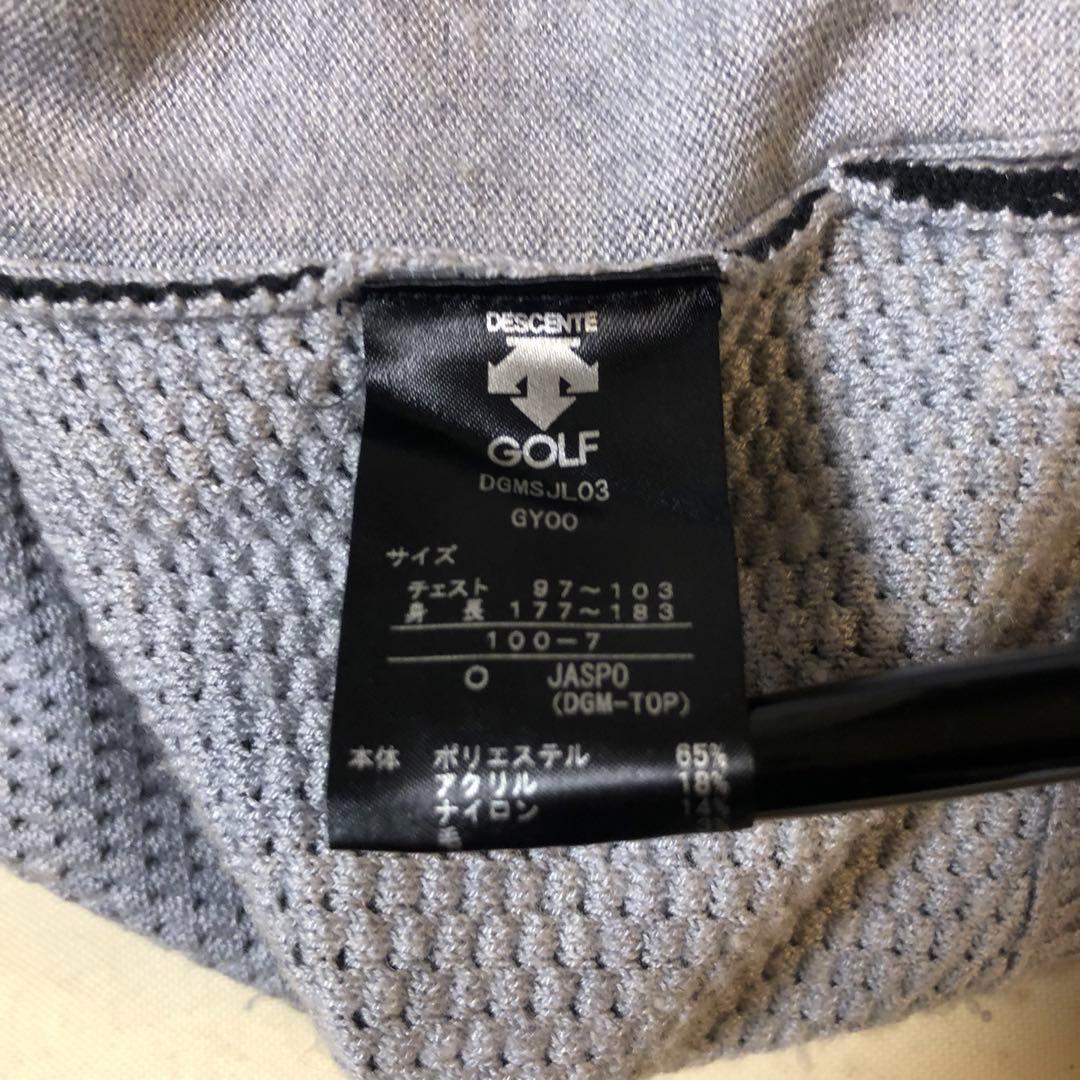 DESCENTE
GOLF
DGMSJL03
GY00
サイズ
チェスト 97〜103
身 長 177〜183
100-7
O JASPO
(DGM-TOP)
本体 ポリエステル 65%
アクリル 18%
ナイロン 14%
毛